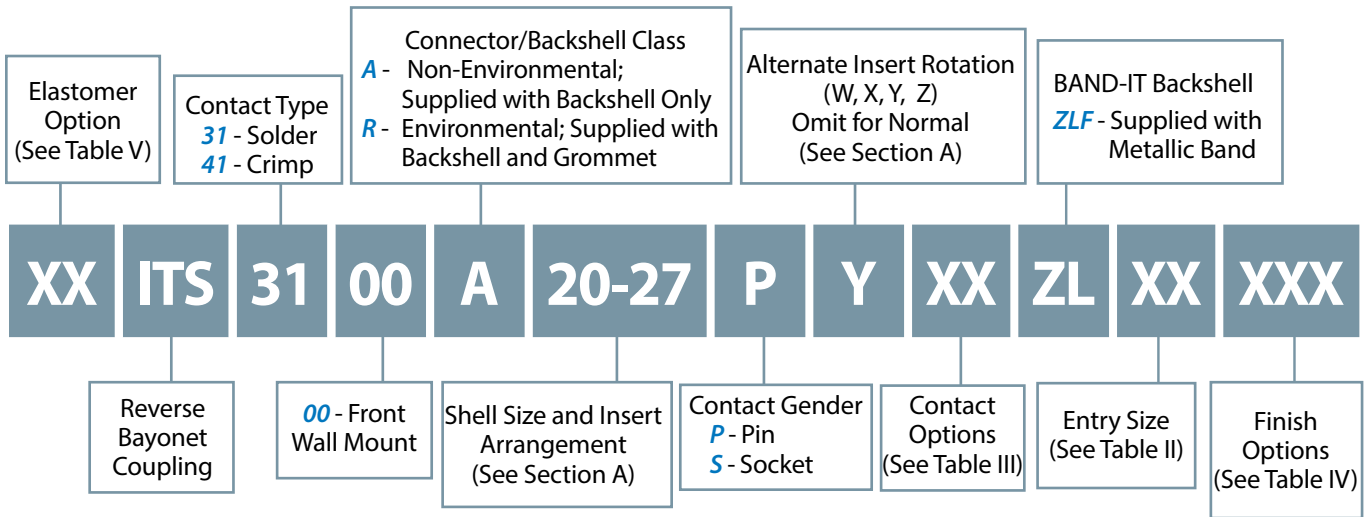 Elastomer
Option
(See Table V)
Contact Type
31 - Solder
41 - Crimp
Connector/Backshell Class
A - Non-Environmental;
Supplied with Backshell Only
R - Environmental; Supplied with
Backshell and Grommet
Alternate Insert Rotation
(W, X, Y, Z)
Omit for Normal
(See Section A)
BAND-IT Backshell
ZLF - Supplied with
Metallic Band
XX ITS 31 00 A 20-27 P Y XX ZL XX XXX
Reverse
Bayonet
Coupling
00 - Front
Wall Mount
Shell Size and Insert
Arrangement
(See Section A)
Contact Gender
P - Pin
S - Socket
Contact
Options
(See Table III)
Entry Size
(See Table II)
Finish
Options
(See Table IV)